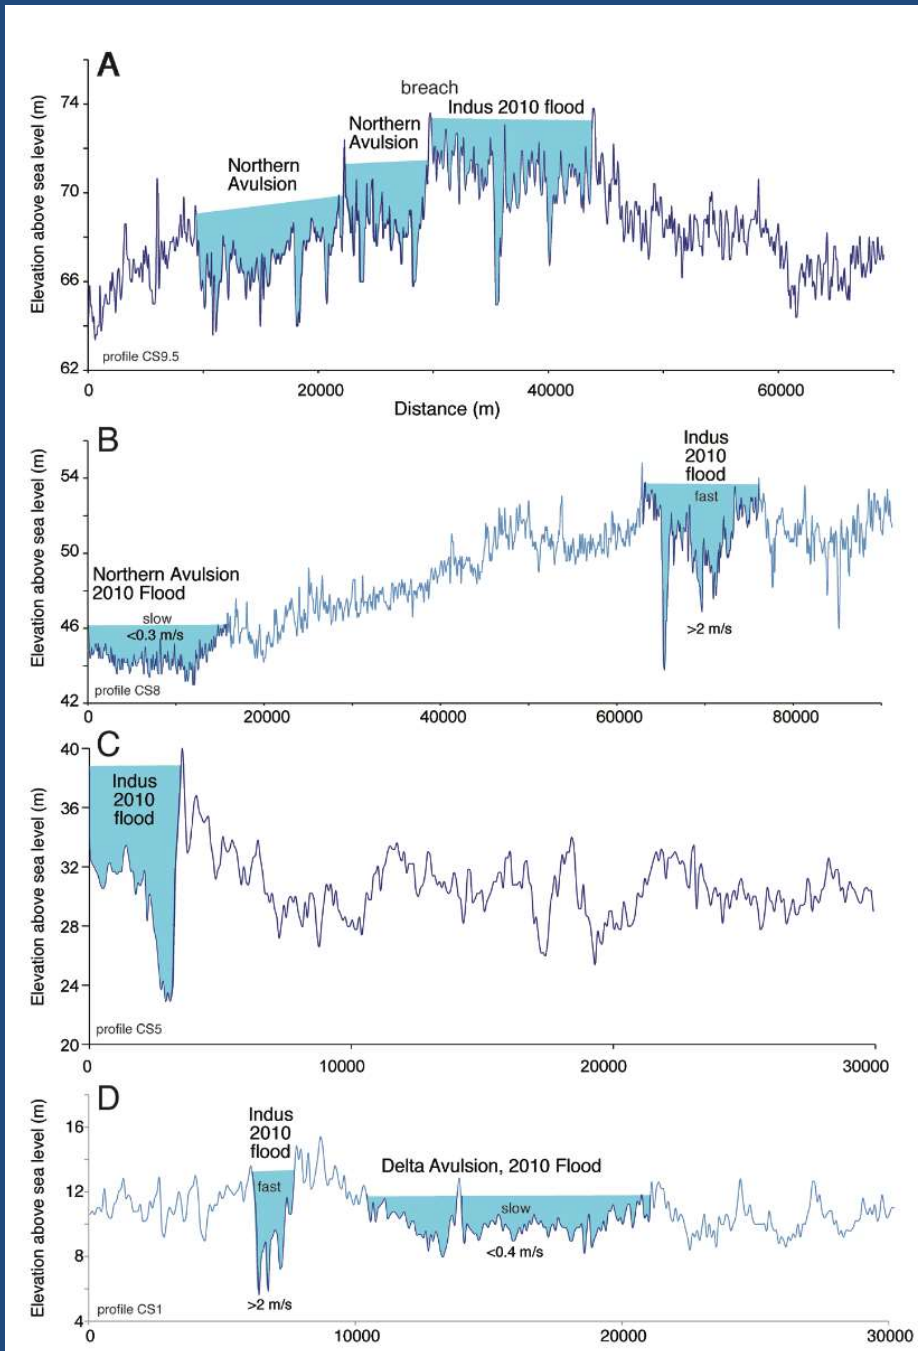 A
Elevation above sea level (m)
74
70
66
62
breach
Indus 2010 flood
Northern
Avulsion
Northern
Avulsion
profile CS9.5
0 20000 40000 60000
Distance (m)
B
Elevation above sea level (m)
54
50
46
42
Indus
2010
flood
fast
>2 m/s
Northern Avulsion
2010 Flood
slow
<0.3 m/s
profile CS8
0 20000 40000 60000 80000
C
Elevation above sea level (m)
40
36
32
28
24
20
Indus
2010
flood
profile CS5
0 10000 20000 30000
D
Elevation above sea level (m)
16
12
8
4
Indus
2010
flood
fast
>2 m/s
Delta Avulsion, 2010 Flood
slow
<0.4 m/s
profile CS1
0 10000 20000 30000